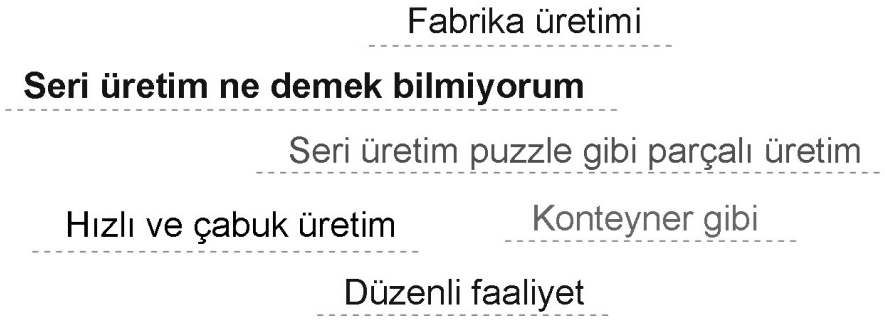 Fabrika üretimi
Seri üretim ne demek bilmiyorum
Seri üretim puzzle gibi parçalı üretim
Hızlı ve çabuk üretim
Konteyner gibi
Düzenli faaliyet